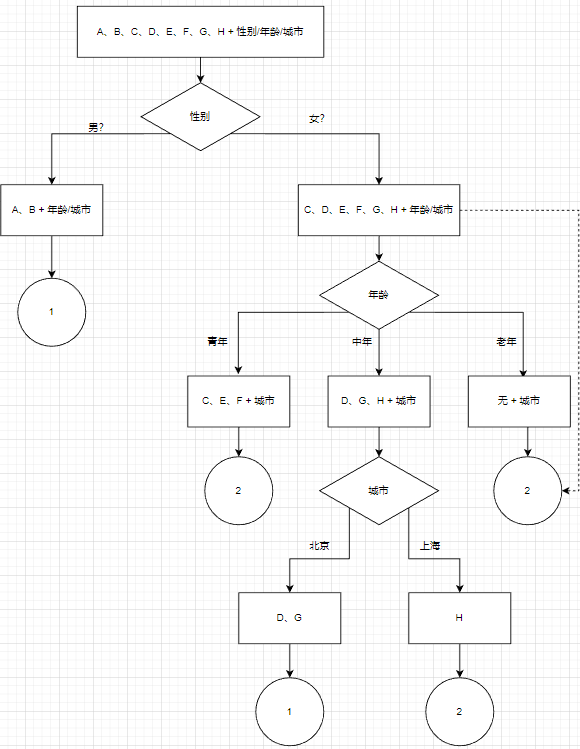 A、B、C、D、E、F、G、H + 性别/年龄/城市
性别
男?
女?
A、B + 年龄/城市
C、D、E、F、G、H + 年龄/城市
1
年龄
青年
中年
老年
C、E、F + 城市
D、G、H + 城市
无 + 城市
2
城市
2
北京
上海
D、G
H
1
2